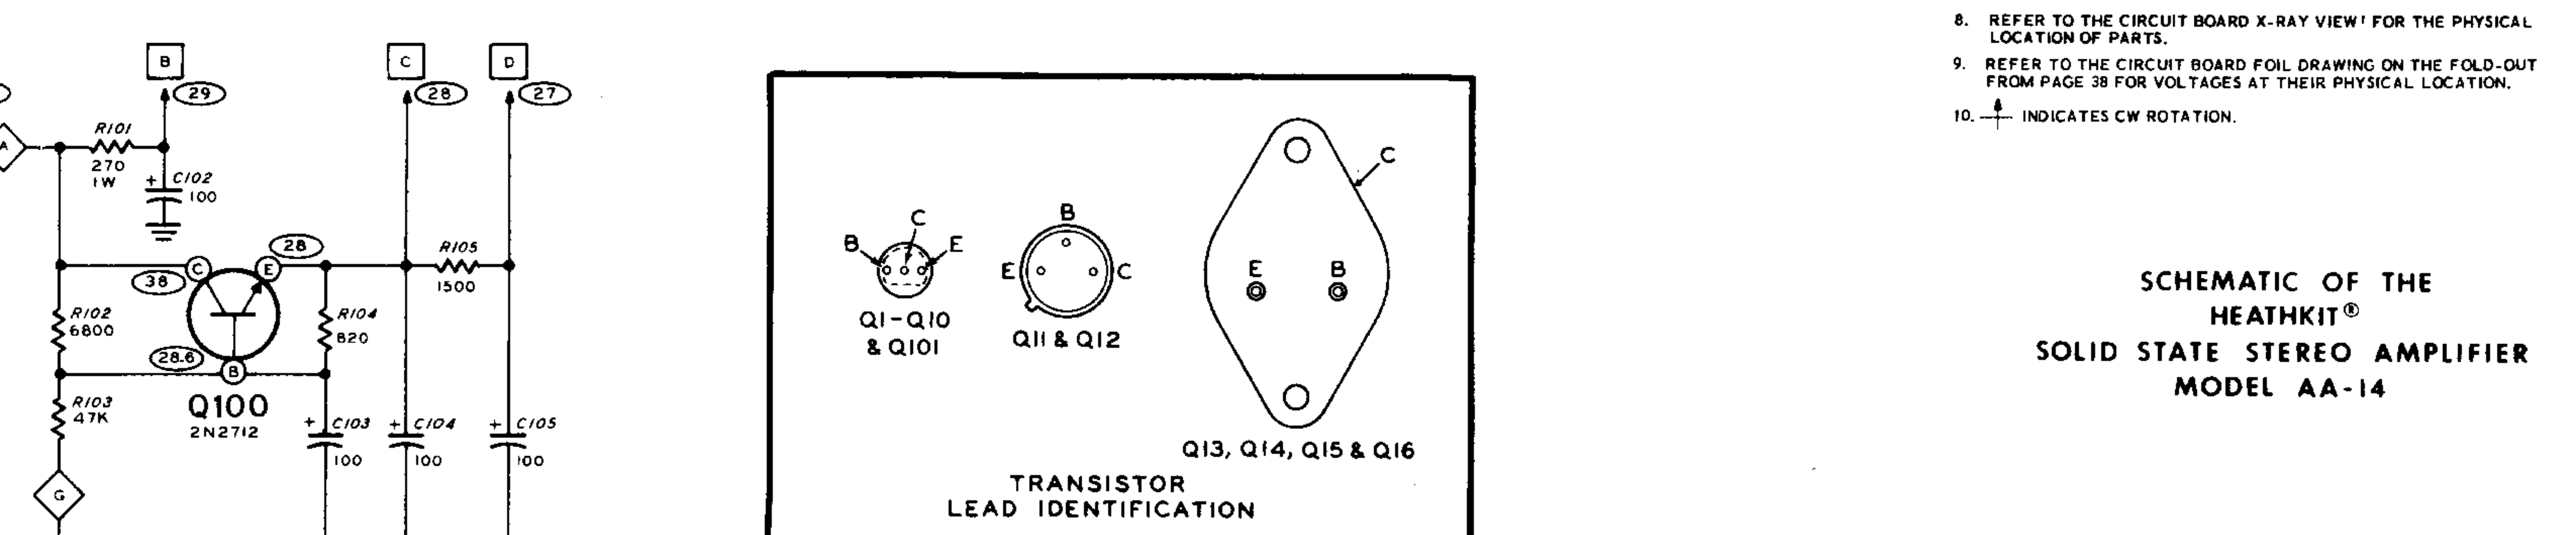 B
29
C
28
D
27
A
R101
270
1W
+ C102
100
38
C
E
28
R105
1500
R102
6800
R104
820
28.6
B
R103
47K
Q100
2N2712
+ C103
100
+ C104
100
+ C105
100
G
B
C
E
Q1-Q10
& Q101
B
E
C
Q11 & Q12
C
E
B
Q13, Q14, Q15 & Q16
TRANSISTOR
LEAD IDENTIFICATION
8. REFER TO THE CIRCUIT BOARD X-RAY VIEW' FOR THE PHYSICAL
LOCATION OF PARTS.
9. REFER TO THE CIRCUIT BOARD FOIL DRAWING ON THE FOLD-OUT
FROM PAGE 38 FOR VOLTAGES AT THEIR PHYSICAL LOCATION.
10. INDICATES CW ROTATION.
SCHEMATIC OF THE
HEATHKIT®
SOLID STATE STEREO AMPLIFIER
MODEL AA-14